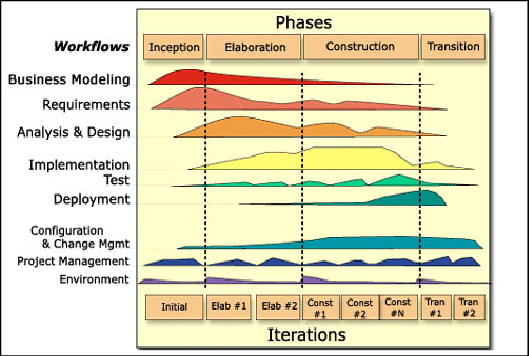 Phases
Workflows
Inception
Elaboration
Construction
Transition
Business Modeling
Requirements
Analysis & Design
Implementation
Test
Deployment
Configuration
& Change Mgmt
Project Management
Environment
Initial
Elab #1
Elab #2
Const
#1
Const
#2
Const
#N
Tran
#1
Tran
#2
Iterations